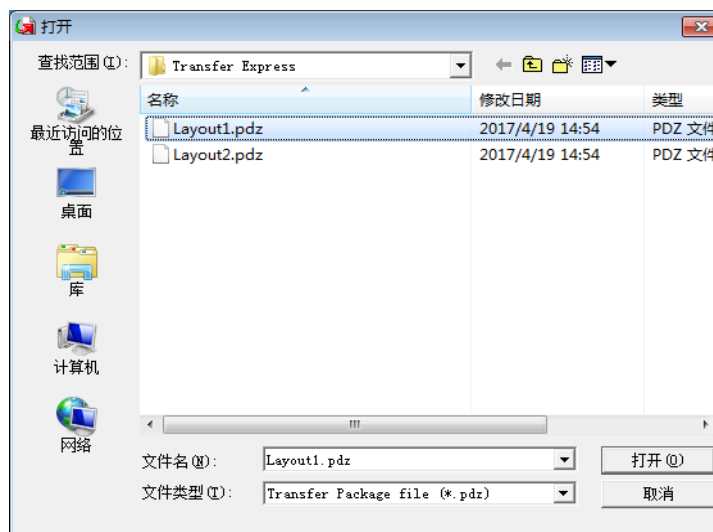 打开
查找范围(I):
Transfer Express
最近访问的位
置
桌面
库
计算机
网络
名称
修改日期
类型
Layout1.pdz
2017/4/19 14:54
PDZ 文件
Layout2.pdz
2017/4/19 14:54
PDZ 文件
文件名(N):
Layout1.pdz
打开(O)
文件类型(T):
Transfer Package file (*.pdz)
取消